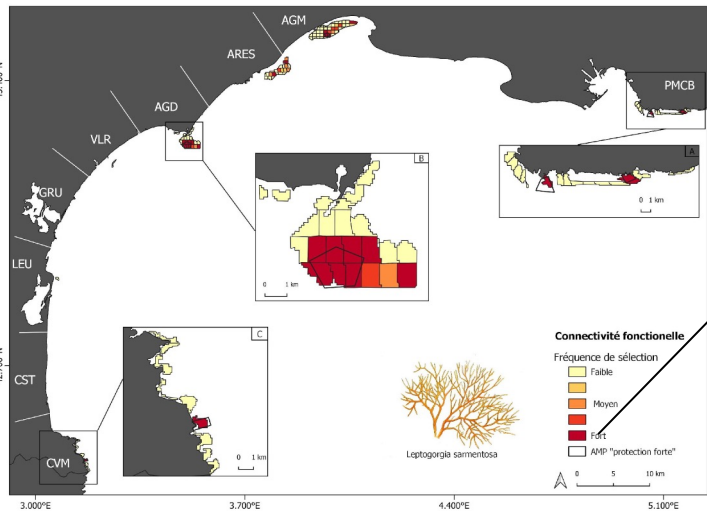 AGM
ARES
PMCB
AGD
A
VLR
B
0 1 km
GRU
LEU
0 1 km
C
Connectivité fonctionelle
Fréquence de sélection
Faible
CST
Moyen
Fort
Leptogorgia sarmentosa
AMP "protection forte"
0 1 km
CVM
0 5 10 km
3.000°E
3.700°E
4.400°E
5.100°E